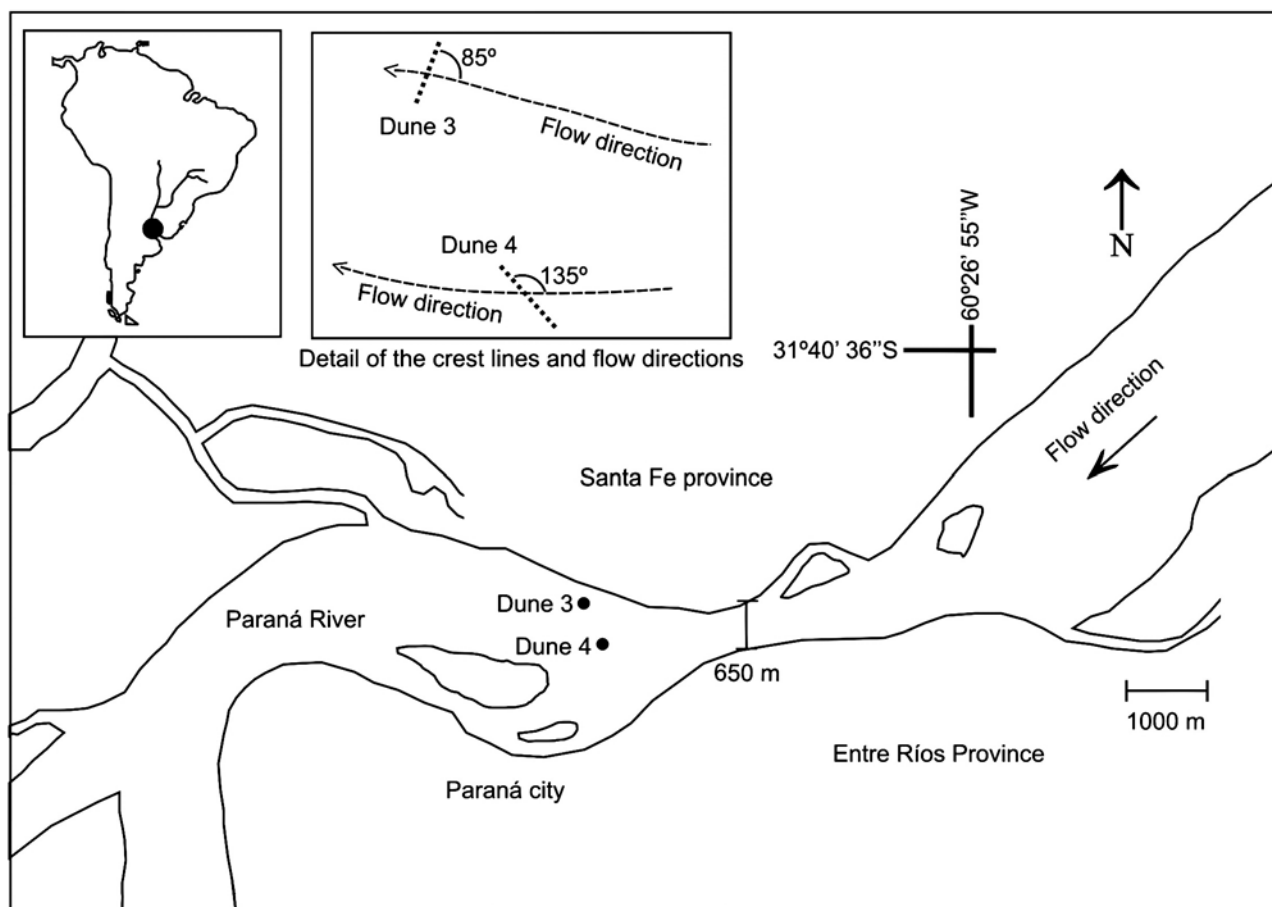 85º
Dune 3
Flow direction
Dune 4
135º
Flow direction
Detail of the crest lines and flow directions
N
60º26’ 55”W
31º40’ 36”S
Flow direction
Santa Fe province
Dune 3
Paraná River
Dune 4
650 m
1000 m
Entre Ríos Province
Paraná city